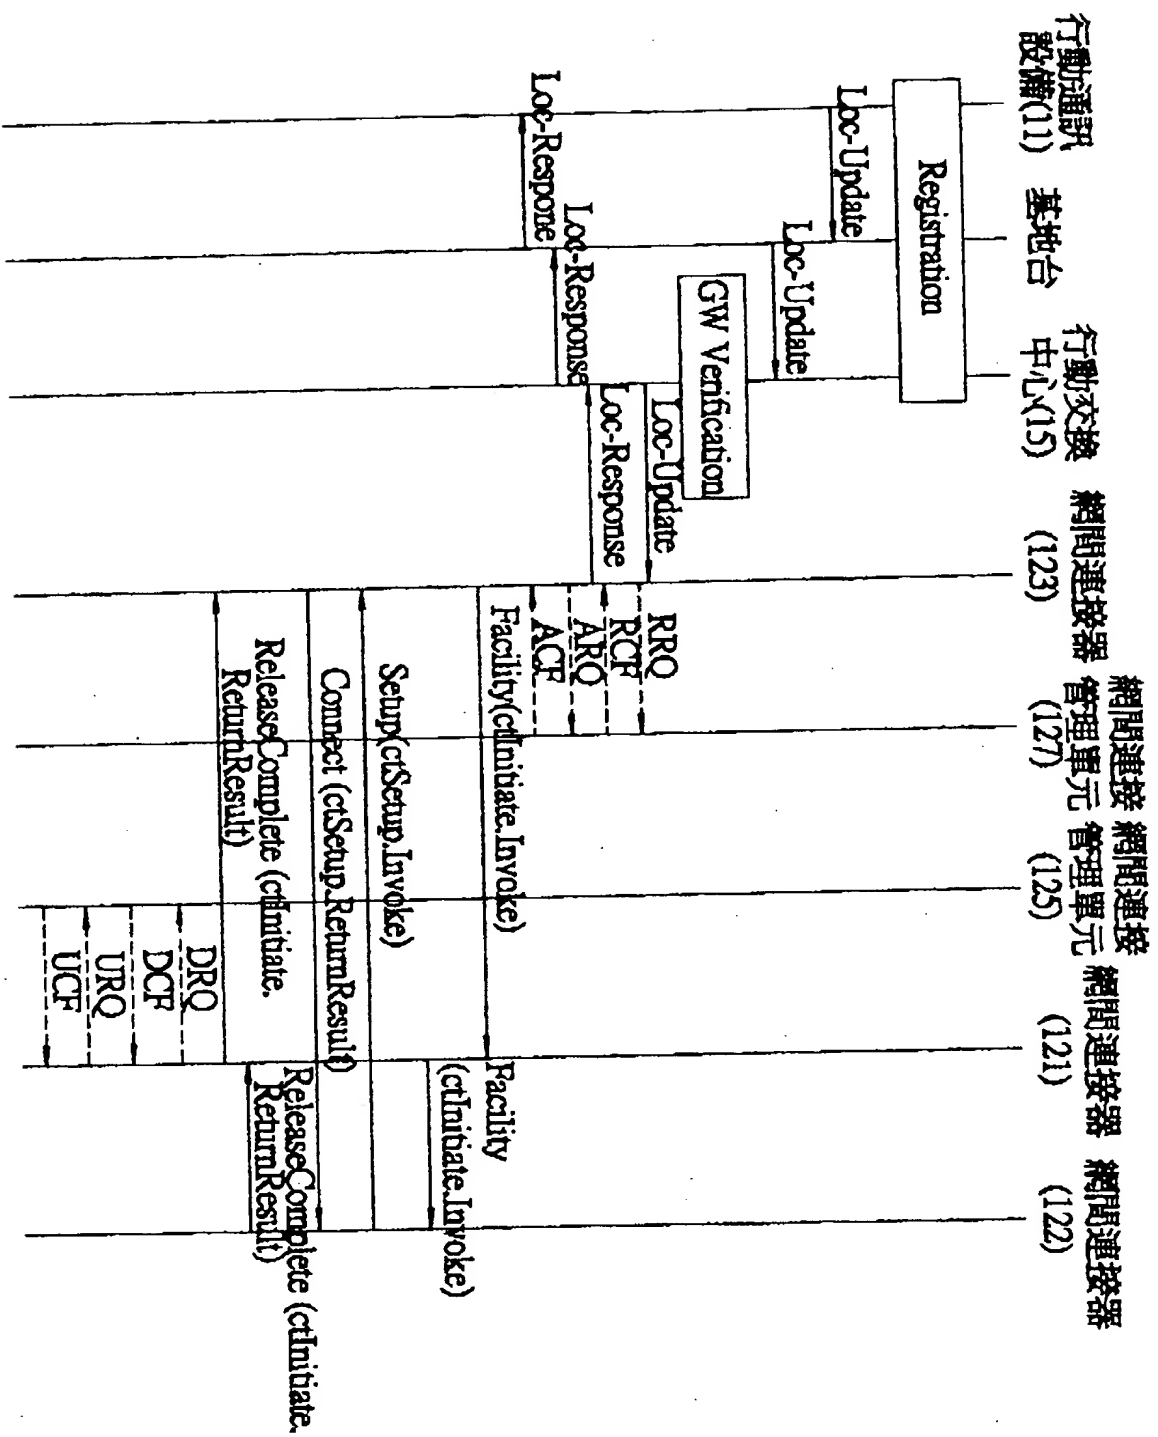 行動通訊
設備(11)
基地台
行動交換
中心(15)
網間連接器
(123)
網間連接
管理單元
(127)
網間連接
管理單元
(125)
網間連接器
(121)
網間連接器
(122)
Registration
Loc-Update
Loc-Update
GW Verification
Loc-Update
RRQ
Loc-Response
RCF
Loc-Response
ARQ
Loc-Respone
ACF
Facility(ctInitiate.Invoke)
Facility
(ctInitiate.Invoke)
Setup(ctSetup.Invoke)
Connect (ctSetup.ReturnResult)
ReleaseComplete (ctInitiate.
ReturnResult)
ReleaseComplete (ctInitiate.
ReturnResult)
DRQ
DCF
URQ
UCF